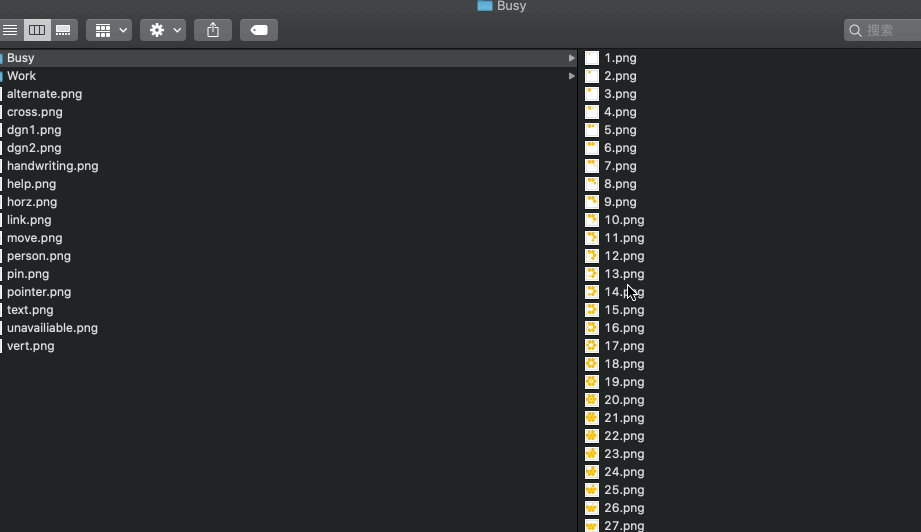 Busy
搜索
Busy
Work
alternate.png
cross.png
dgn1.png
dgn2.png
handwriting.png
help.png
horz.png
link.png
move.png
person.png
pin.png
pointer.png
text.png
unavailiable.png
vert.png
1.png
2.png
3.png
4.png
5.png
6.png
7.png
8.png
9.png
10.png
11.png
12.png
13.png
14.png
15.png
16.png
17.png
18.png
19.png
20.png
21.png
22.png
23.png
24.png
25.png
26.png
27.png